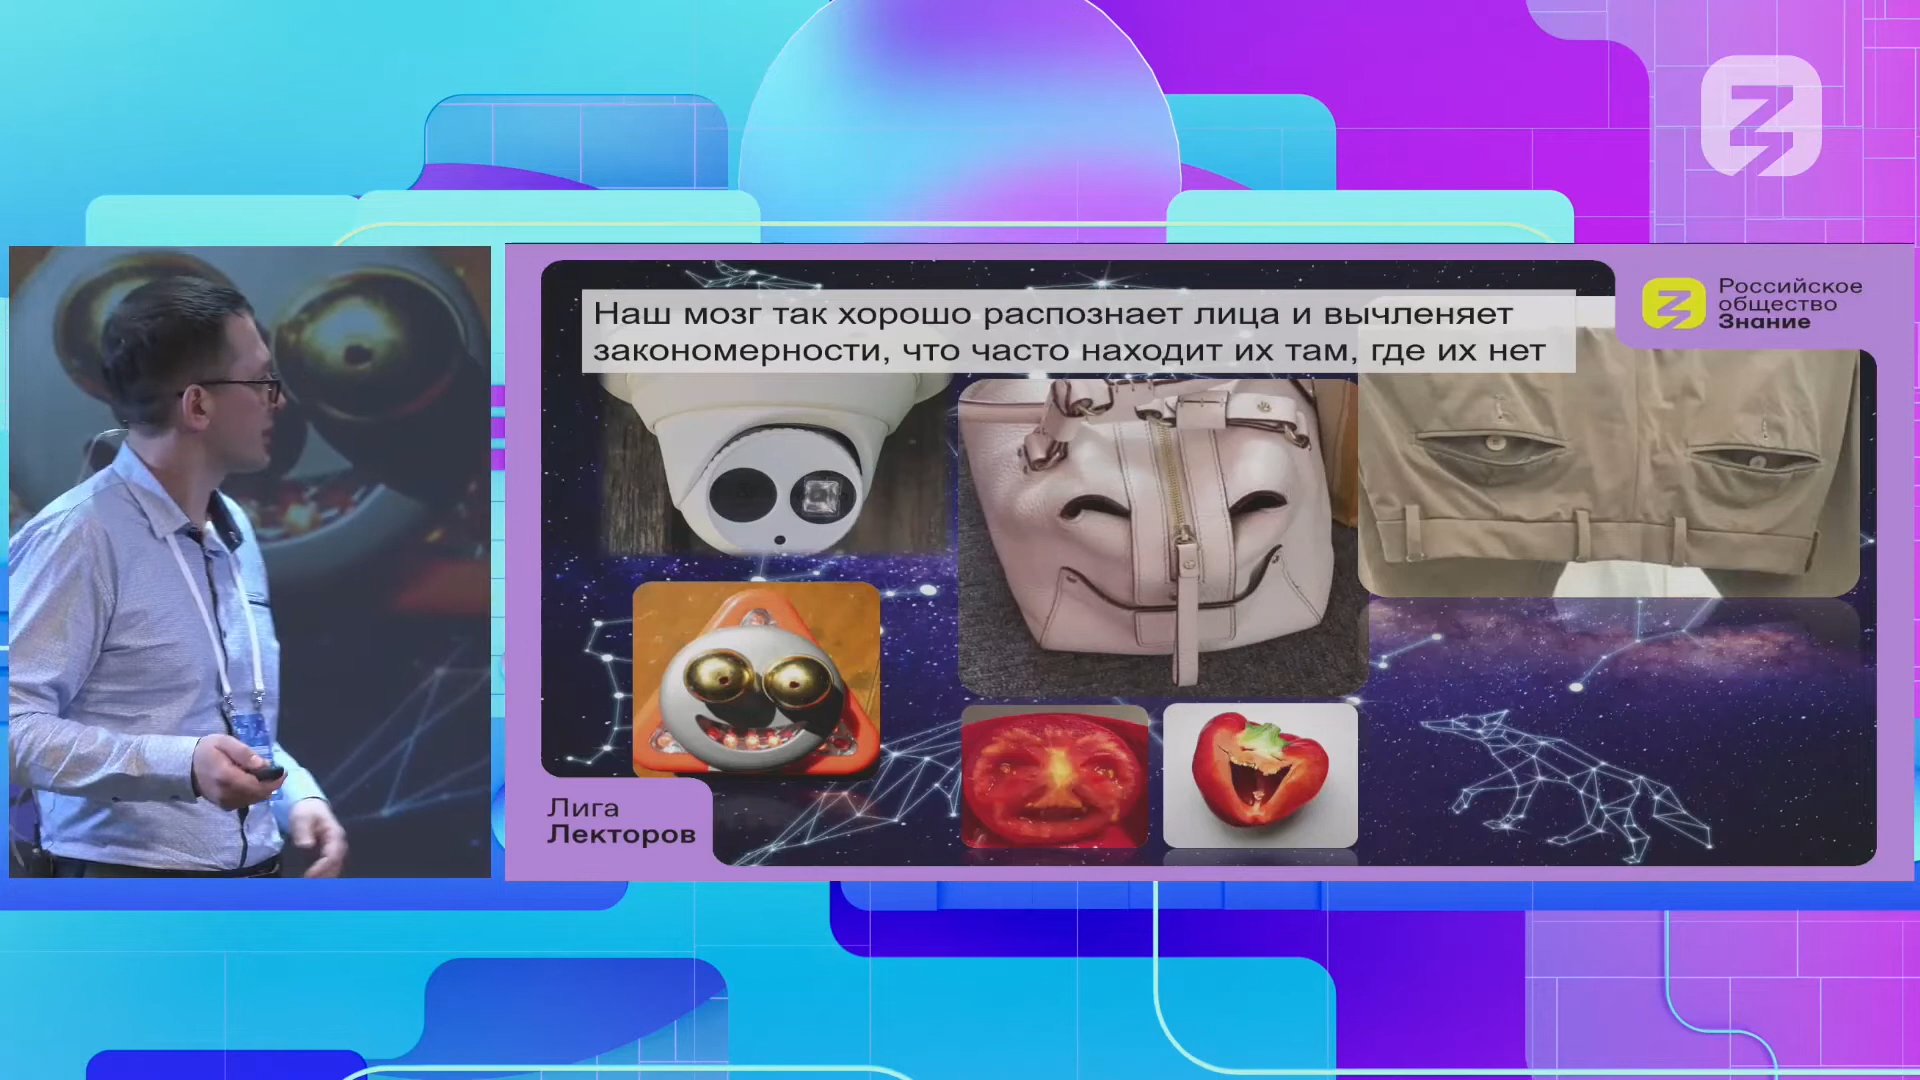 Наш мозг так хорошо распознает лица и вычленяет
закономерности, что часто находит их там, где их нет
Российское
общество
Знание
Лига
Лекторов